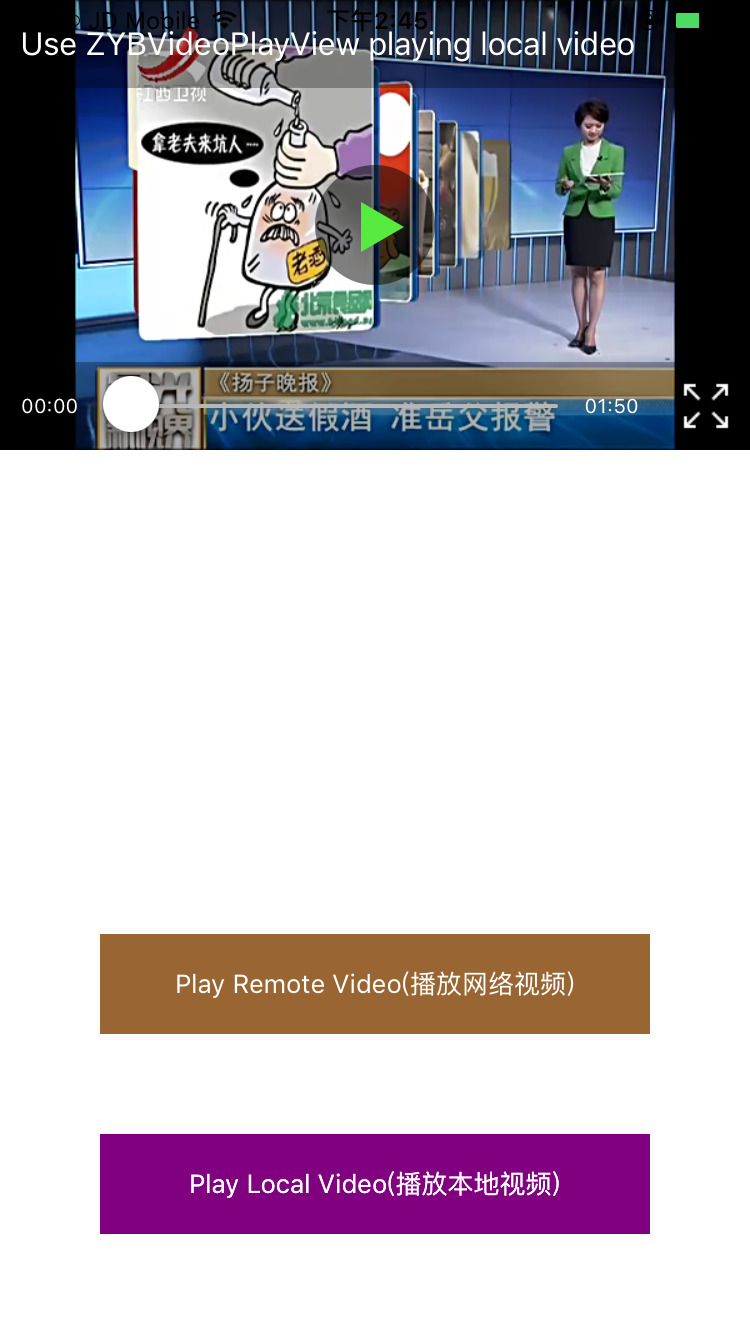 JD Mobile 下午2:45
Use ZYBVideoPlayView playing local video
江西卫视
拿老夫来坑人…
老酒
《扬子晚报》
00:00
01:50
小伙送假酒 准岳父报警
Play Remote Video(播放网络视频)
Play Local Video(播放本地视频)